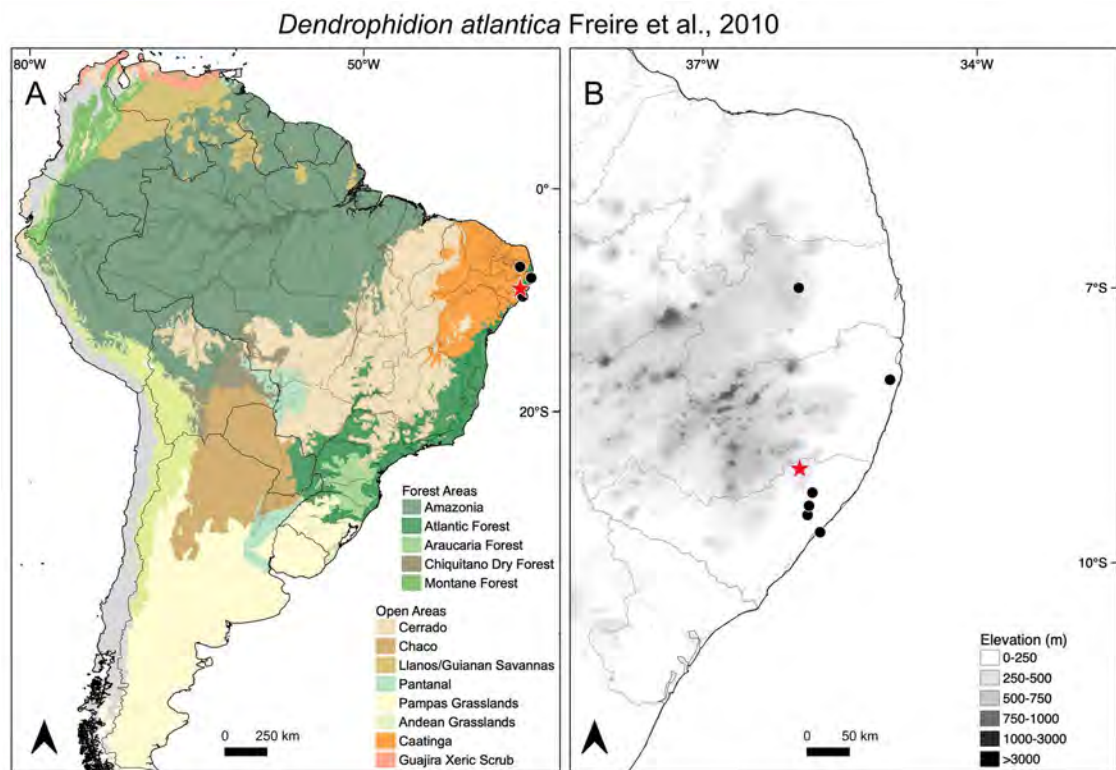 Dendrophidion atlantica Freire et al., 2010
80°W
50°W
A
0°
20°S
Forest Areas
Amazonia
Atlantic Forest
Araucaria Forest
Chiquitano Dry Forest
Montane Forest
Open Areas
Cerrado
Chaco
Llanos/Guianan Savannas
Pantanal
Pampas Grasslands
Andean Grasslands
Caatinga
Guajira Xeric Scrub
0 250 km
37°W
34°W
B
7°S
10°S
Elevation (m)
0-250
250-500
500-750
750-1000
1000-3000
>3000
0 50 km